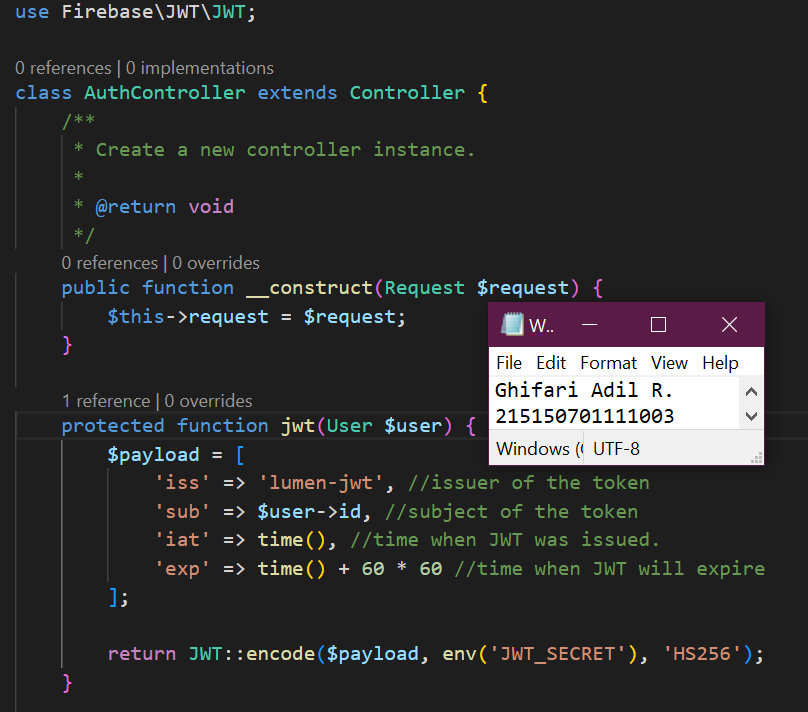 use Firebase\JWT\JWT;
0 references | 0 implementations
class AuthController extends Controller {
/**
* Create a new controller instance.
*
* @return void
*/
0 references | 0 overrides
public function __construct(Request $request) {
$this->request = $request;
}
1 reference | 0 overrides
protected function jwt(User $user) {
$payload = [
'iss' => 'lumen-jwt', //issuer of the token
'sub' => $user->id, //subject of the token
'iat' => time(), //time when JWT was issued.
'exp' => time() + 60 * 60 //time when JWT will expire
];
return JWT::encode($payload, env('JWT_SECRET'), 'HS256');
}
W..
File Edit Format View Help
Ghifari Adil R.
215150701111003
Windows ( UTF-8